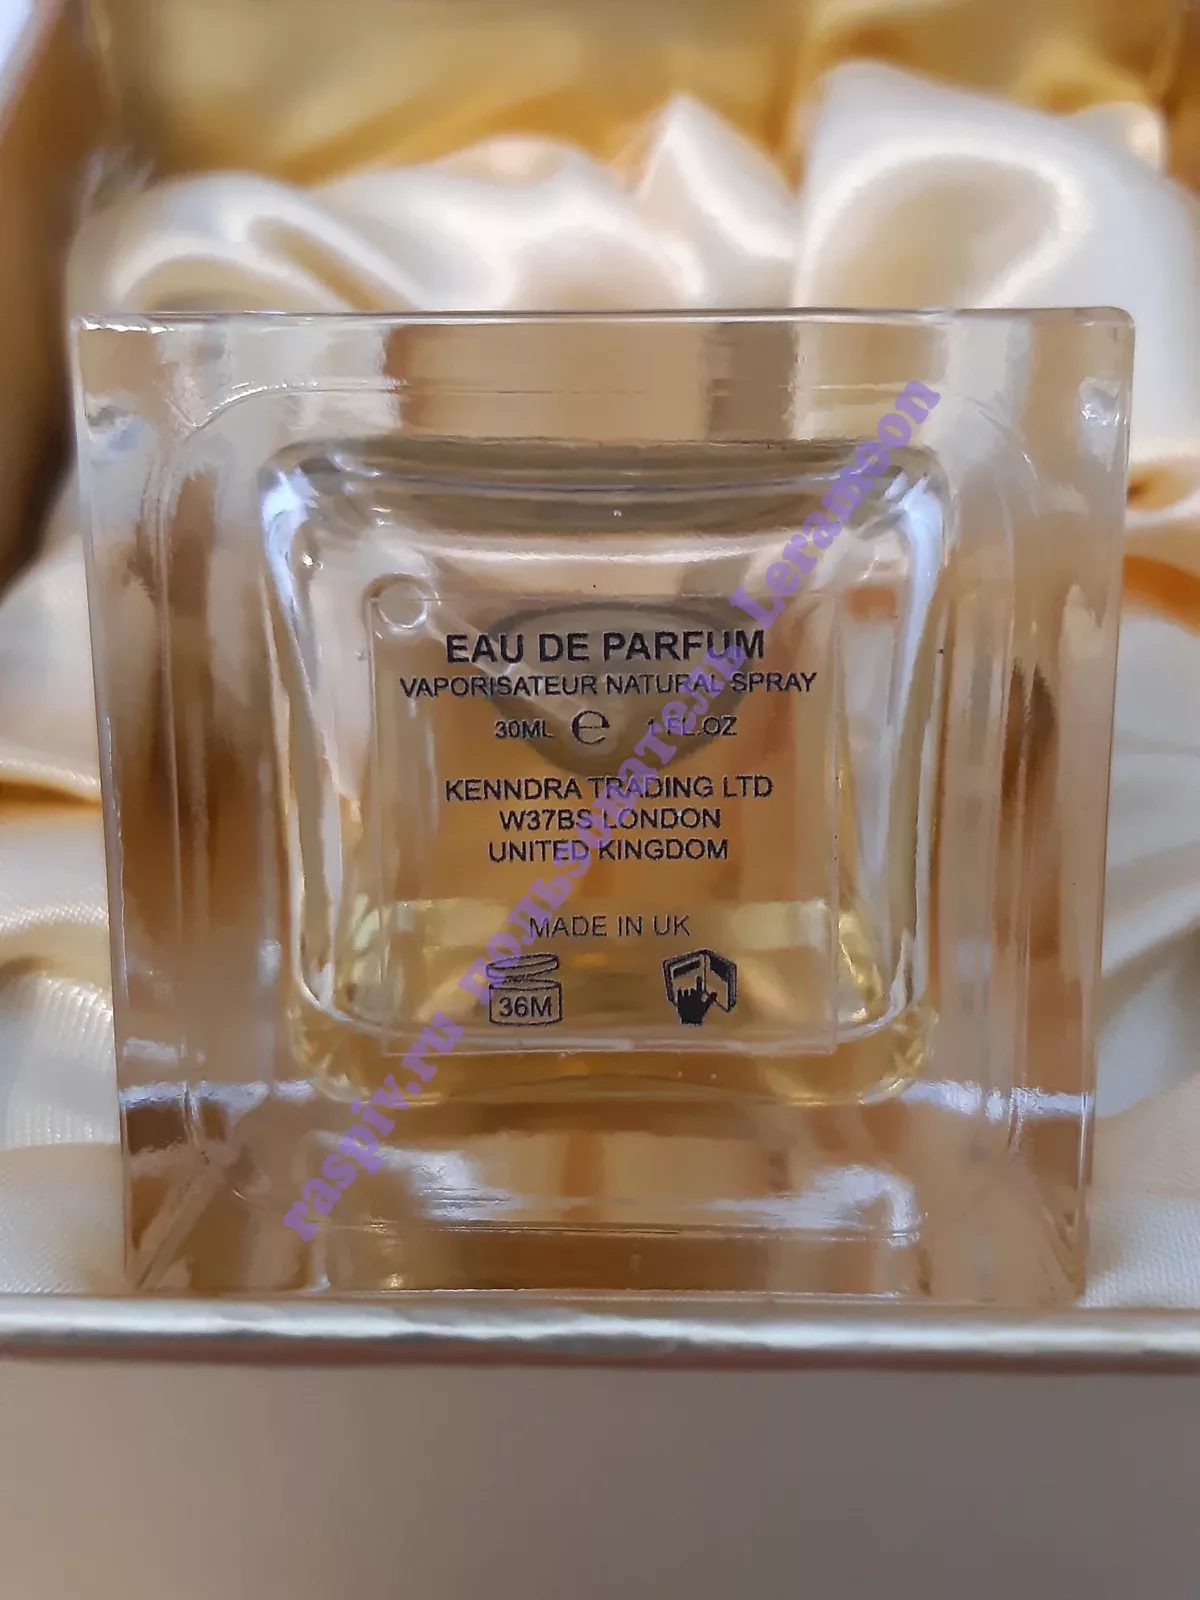 EAU DE PARFUM
VAPORISATEUR NATURAL SPRAY
30ML e 1 FL.OZ
KENNDRA TRADING LTD
W37BS LONDON
UNITED KINGDOM
MADE IN UK
36M
raspiv.ru пользователь Leramoon